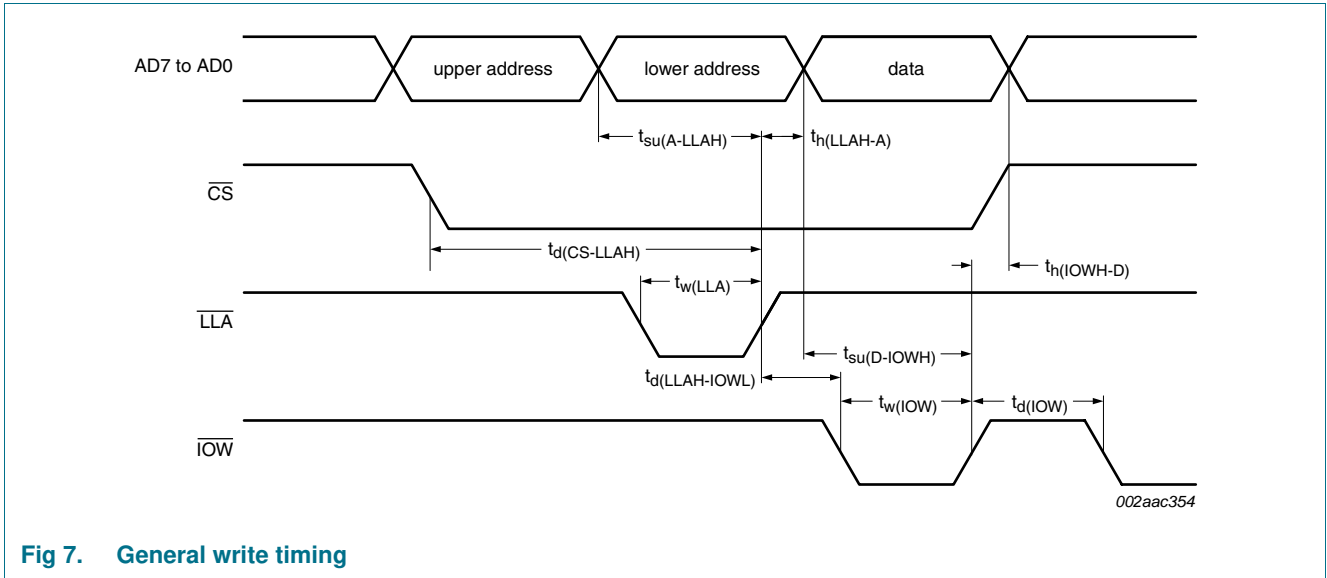 AD7 to AD0
upper address
lower address
data
tsu(A-LLAH)
th(LLAH-A)
CS
td(CS-LLAH)
th(IOWH-D)
tw(LLA)
LLA
tsu(D-IOWH)
td(LLAH-IOWL)
tw(IOW)
td(IOW)
IOW
002aac354
Fig 7. General write timing